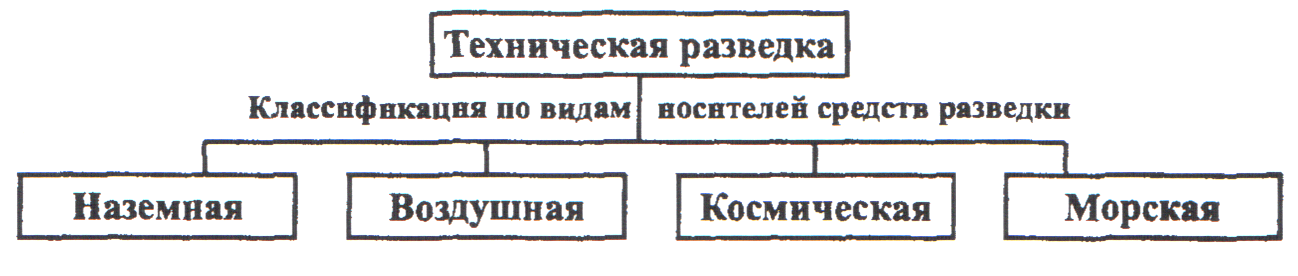 Техническая разведка
Классификация по видам носителей средств разведки
Наземная
Воздушная
Космическая
Морская